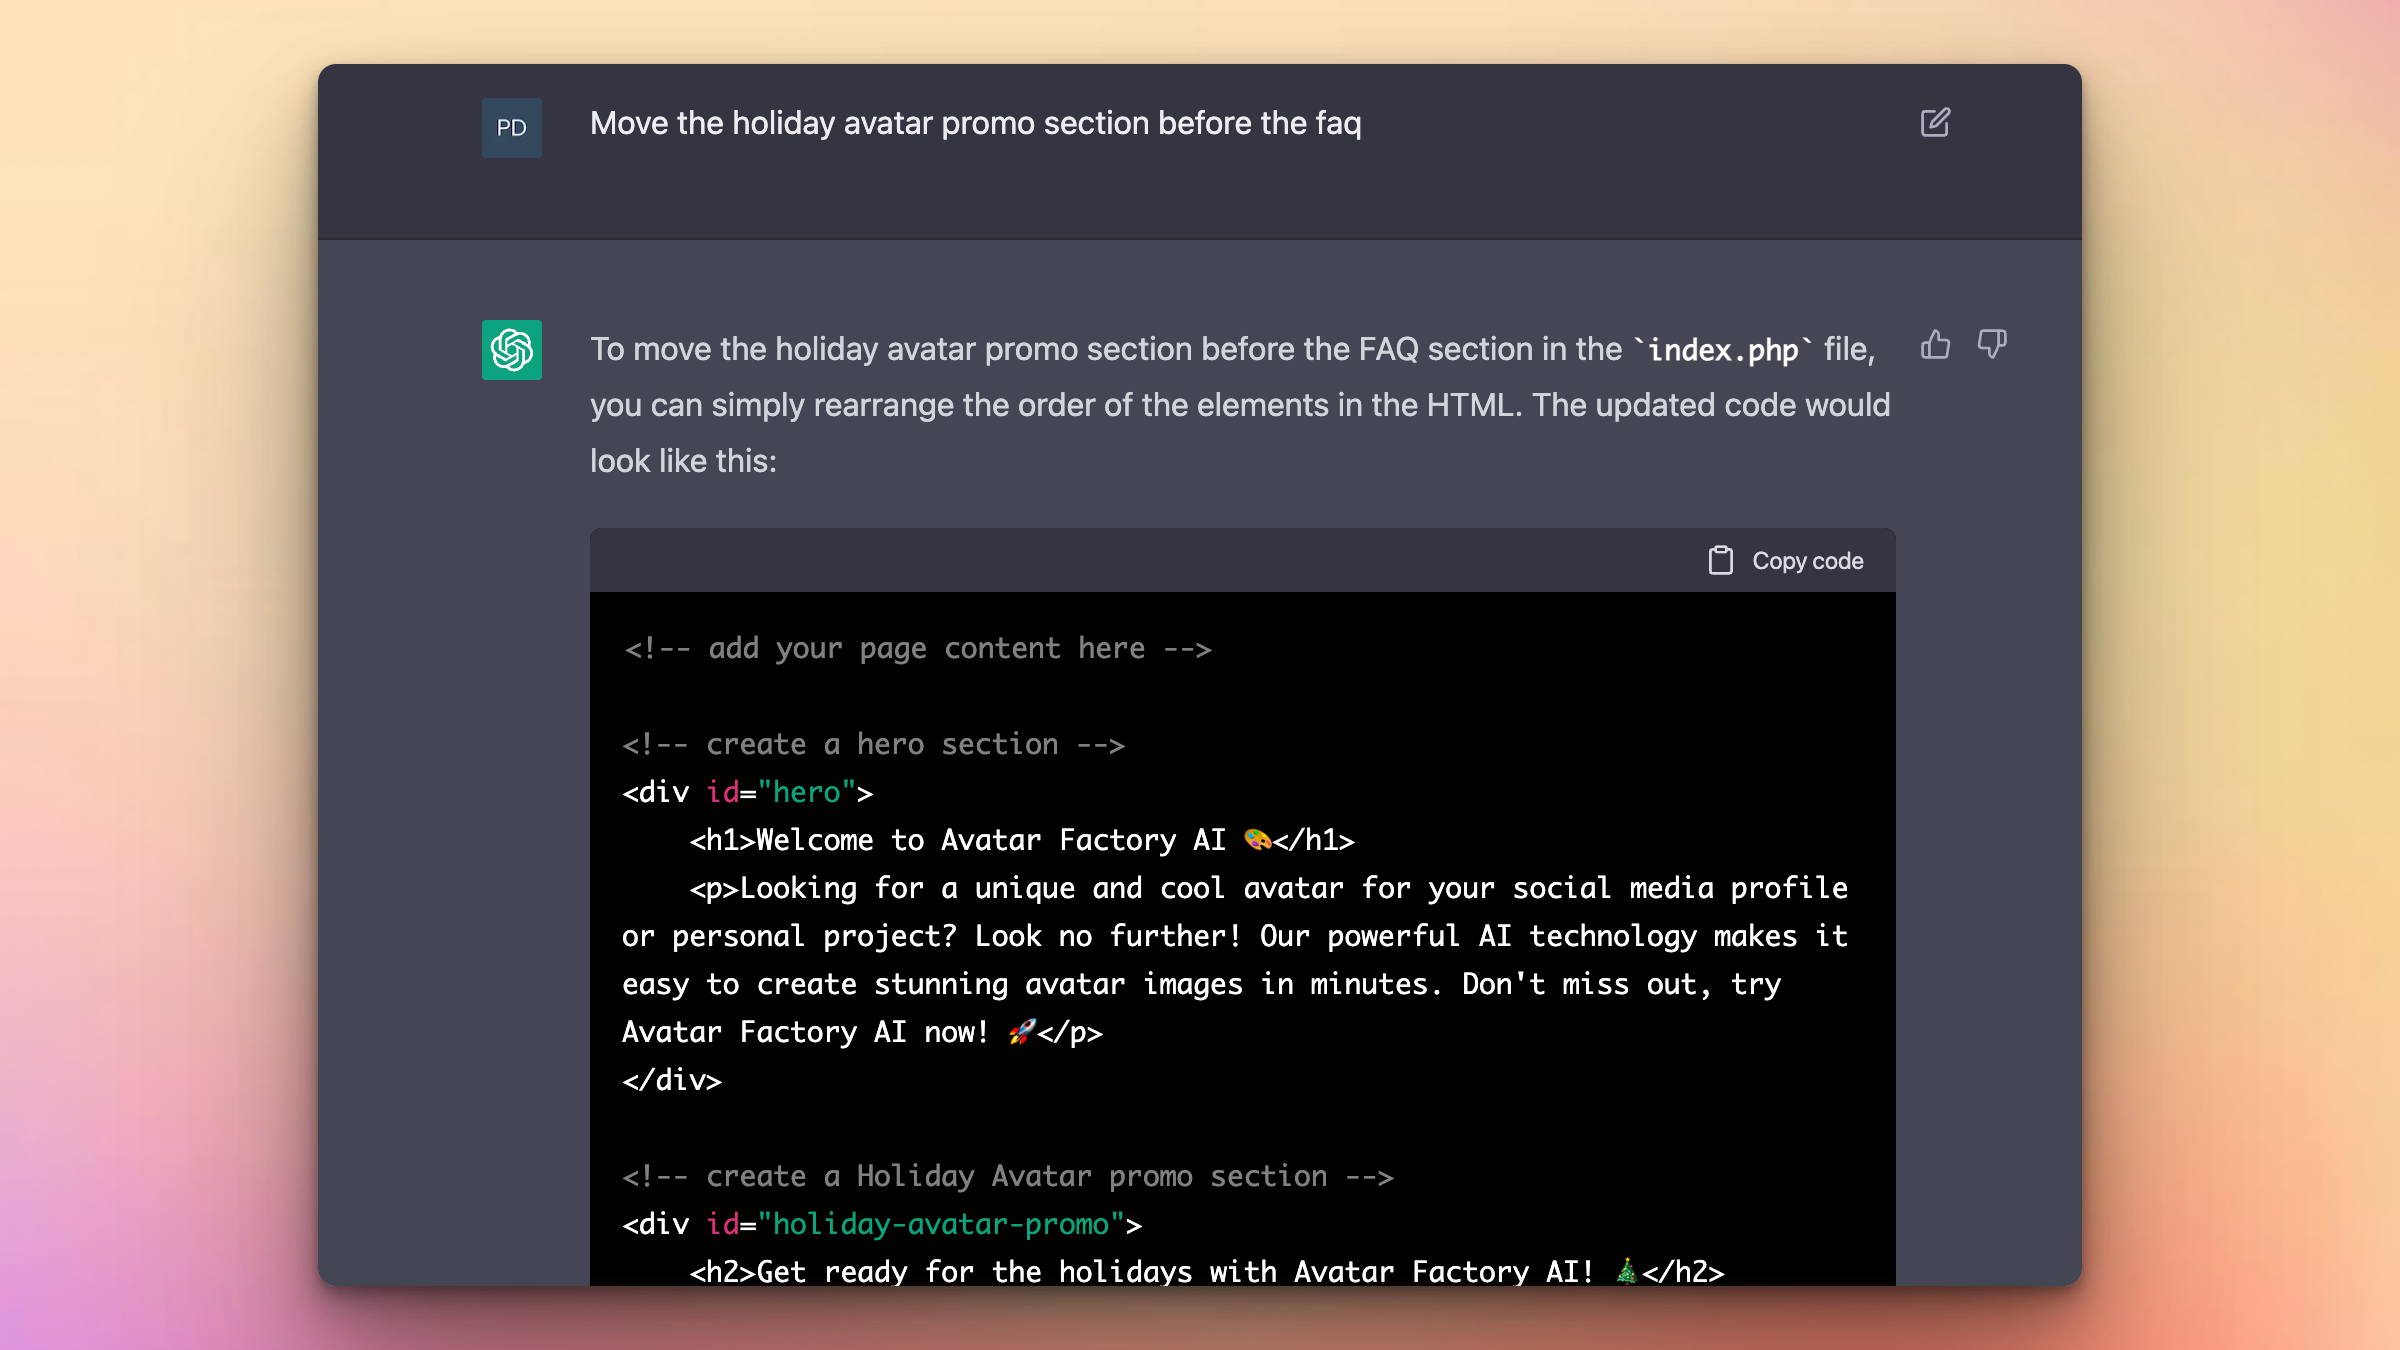 PD
Move the holiday avatar promo section before the faq
To move the holiday avatar promo section before the FAQ section in the `index.php` file,
you can simply rearrange the order of the elements in the HTML. The updated code would
look like this:
Copy code
<!-- add your page content here -->
<!-- create a hero section -->
<div id="hero">
    <h1>Welcome to Avatar Factory AI 🎨</h1>
    <p>Looking for a unique and cool avatar for your social media profile
or personal project? Look no further! Our powerful AI technology makes it
easy to create stunning avatar images in minutes. Don't miss out, try
Avatar Factory AI now! 🚀</p>
</div>
<!-- create a Holiday Avatar promo section -->
<div id="holiday-avatar-promo">
    <h2>Get ready for the holidays with Avatar Factory AI! 🎄</h2>